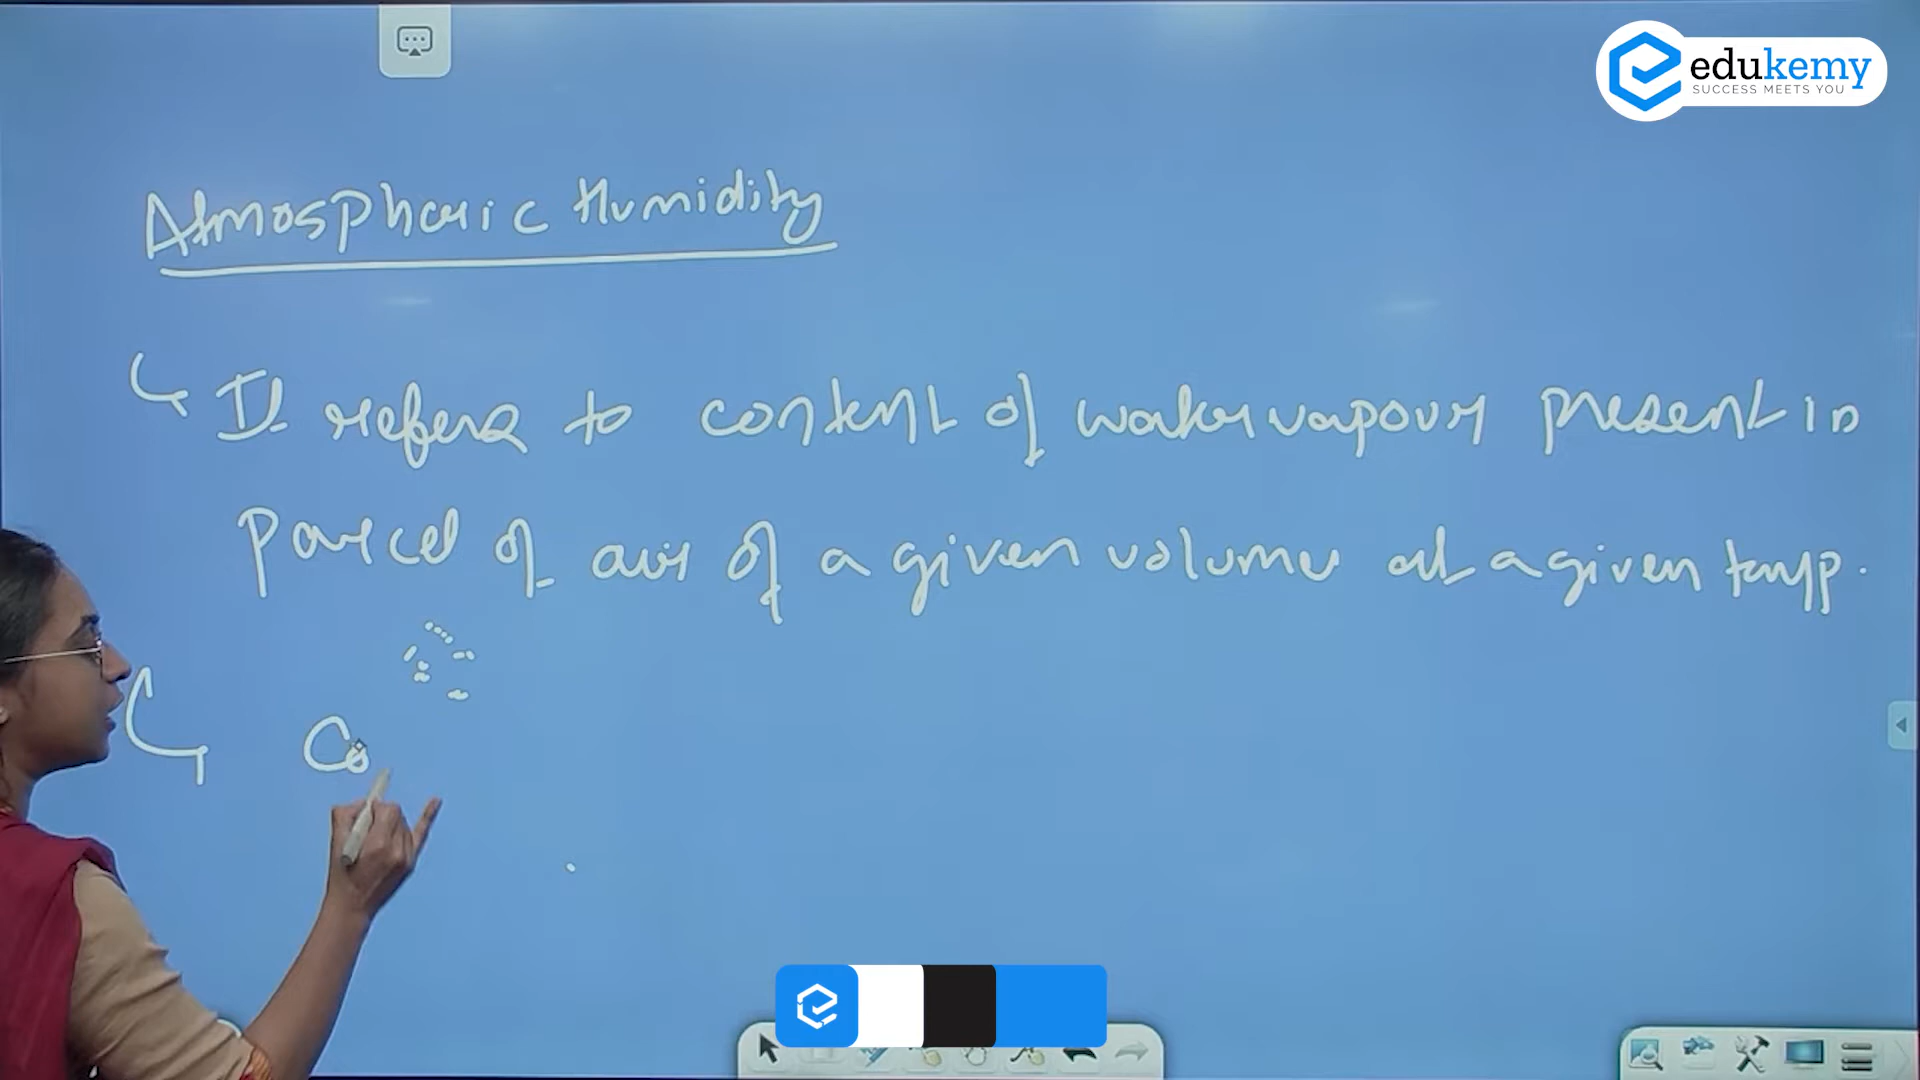 edukemy
SUCCESS MEETS YOU
Atmospheric Humidity
It refers to content of water vapour present in
Parcel of air of a given volume at a given temp.
Co